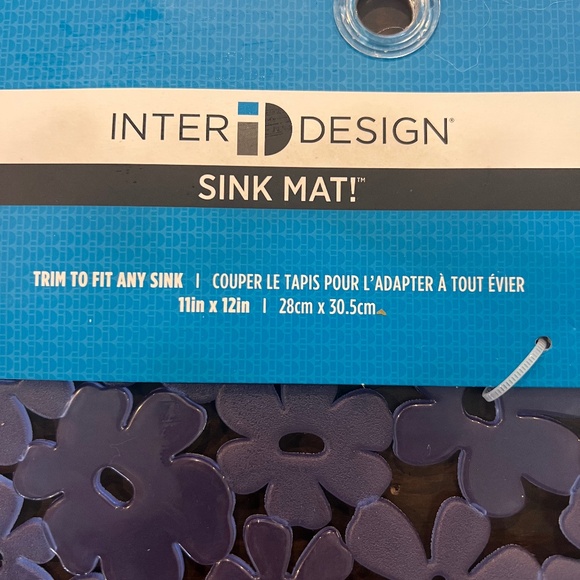 INTER iD DESIGN®
SINK MAT!™
TRIM TO FIT ANY SINK | COUPER LE TAPIS POUR L'ADAPTER À TOUT ÉVIER
11in x 12in | 28cm x 30.5cm